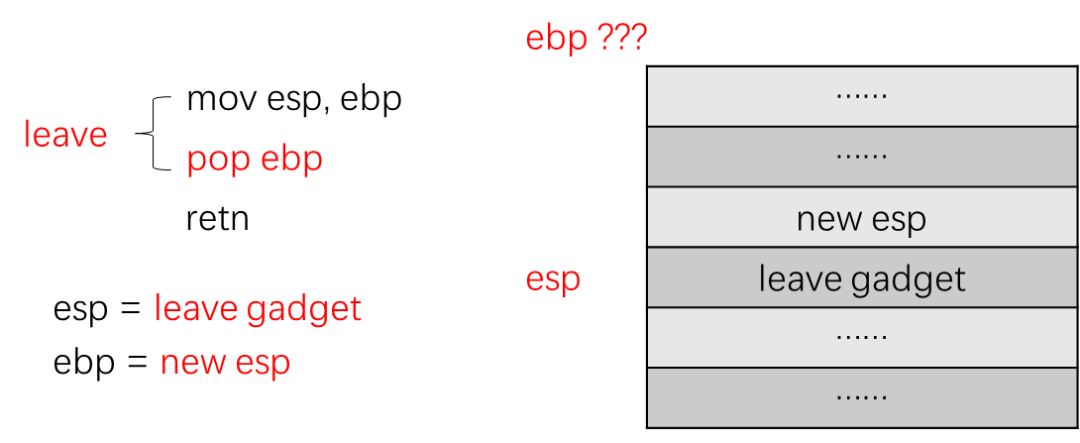 mov esp, ebp
leave
pop ebp
retn
esp = leave gadget
ebp = new esp
ebp ???
……
……
new esp
esp
leave gadget
……
……